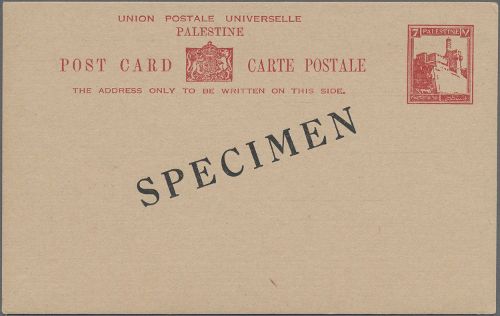 UNION POSTALE UNIVERSELLE
PALESTINE
POST CARD CARTE POSTALE
THE ADDRESS ONLY TO BE WRITTEN ON THIS SIDE.
7 PALESTINE ٧
SPECIMEN